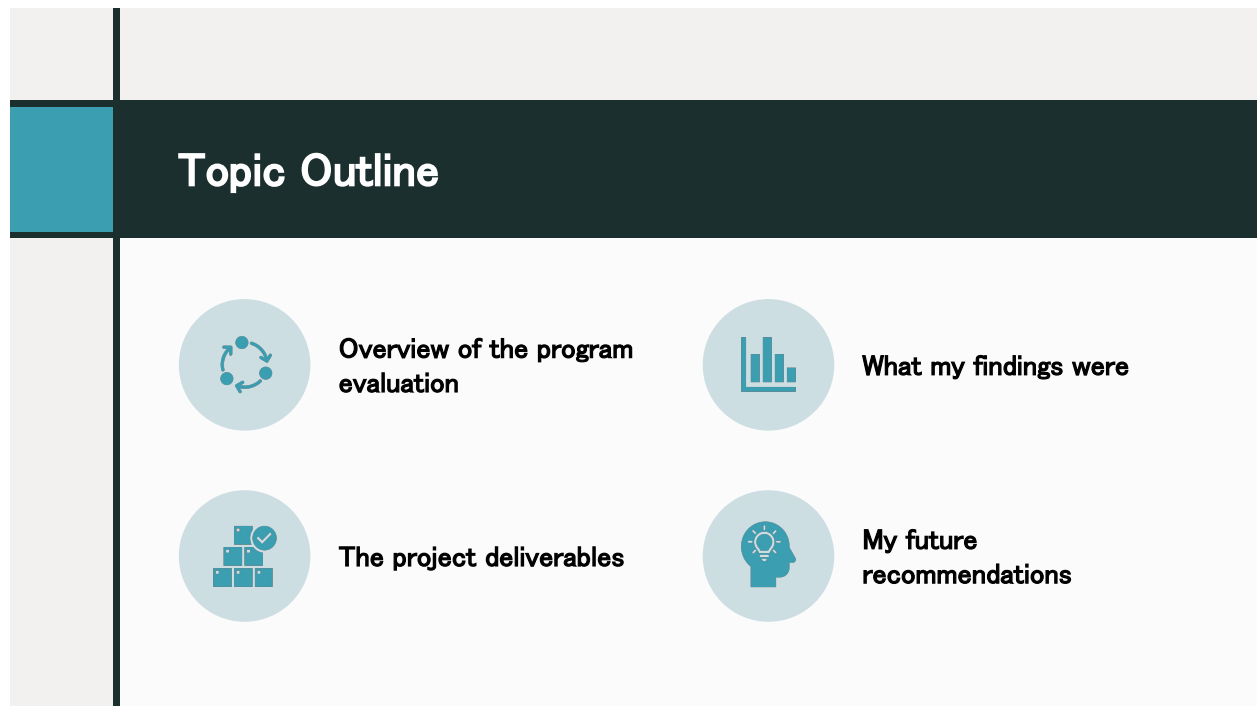 Topic Outline
Overview of the program
evaluation
What my findings were
The project deliverables
My future
recommendations